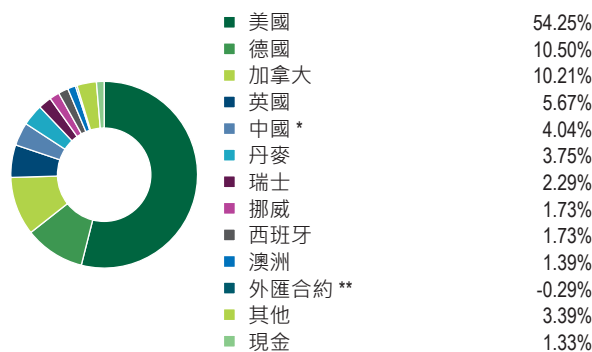 美國 54.25%
德國 10.50%
加拿大 10.21%
英國 5.67%
中國 * 4.04%
丹麥 3.75%
瑞士 2.29%
挪威 1.73%
西班牙 1.73%
澳洲 1.39%
外匯合約 ** -0.29%
其他 3.39%
現金 1.33%